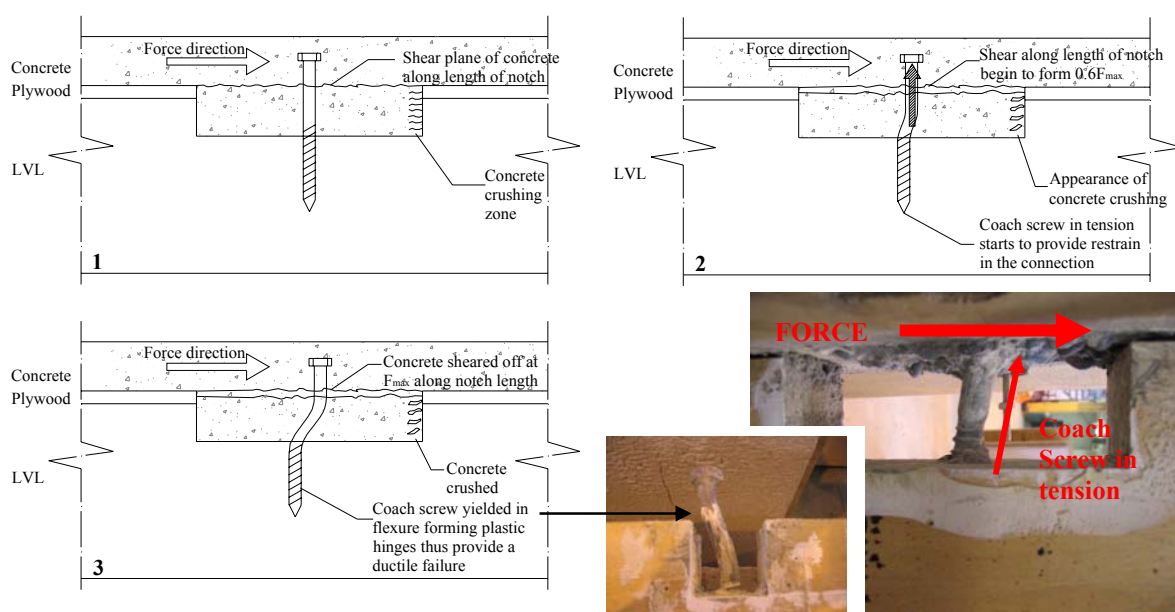 Force direction
Shear plane of concrete
along length of notch
Concrete
Plywood
LVL
Concrete
crushing
zone
1
Force direction
Shear along length of notch
begin to form 0.6Fmax
Concrete
Plywood
LVL
Appearance of
concrete crushing
Coach screw in tension
starts to provide restrain
in the connection
2
Force direction
Concrete sheared off at
Fmax along notch length
Concrete
Plywood
LVL
Concrete
crushed
Coach screw yielded in
flexure forming plastic
hinges thus provide a
ductile failure
3
FORCE
Coach
Screw in
tension